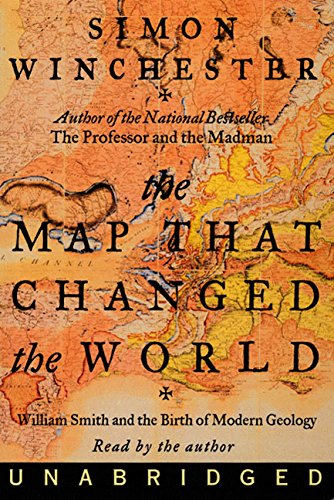 SIMON
WINCHESTER
Author of the National Bestseller
The Professor and the Madman
the
MAP THAT
CHANNEL
CHANGED
the WORLD
William Smith and the Birth of Modern Geology
Read by the author
UNABRIDGED